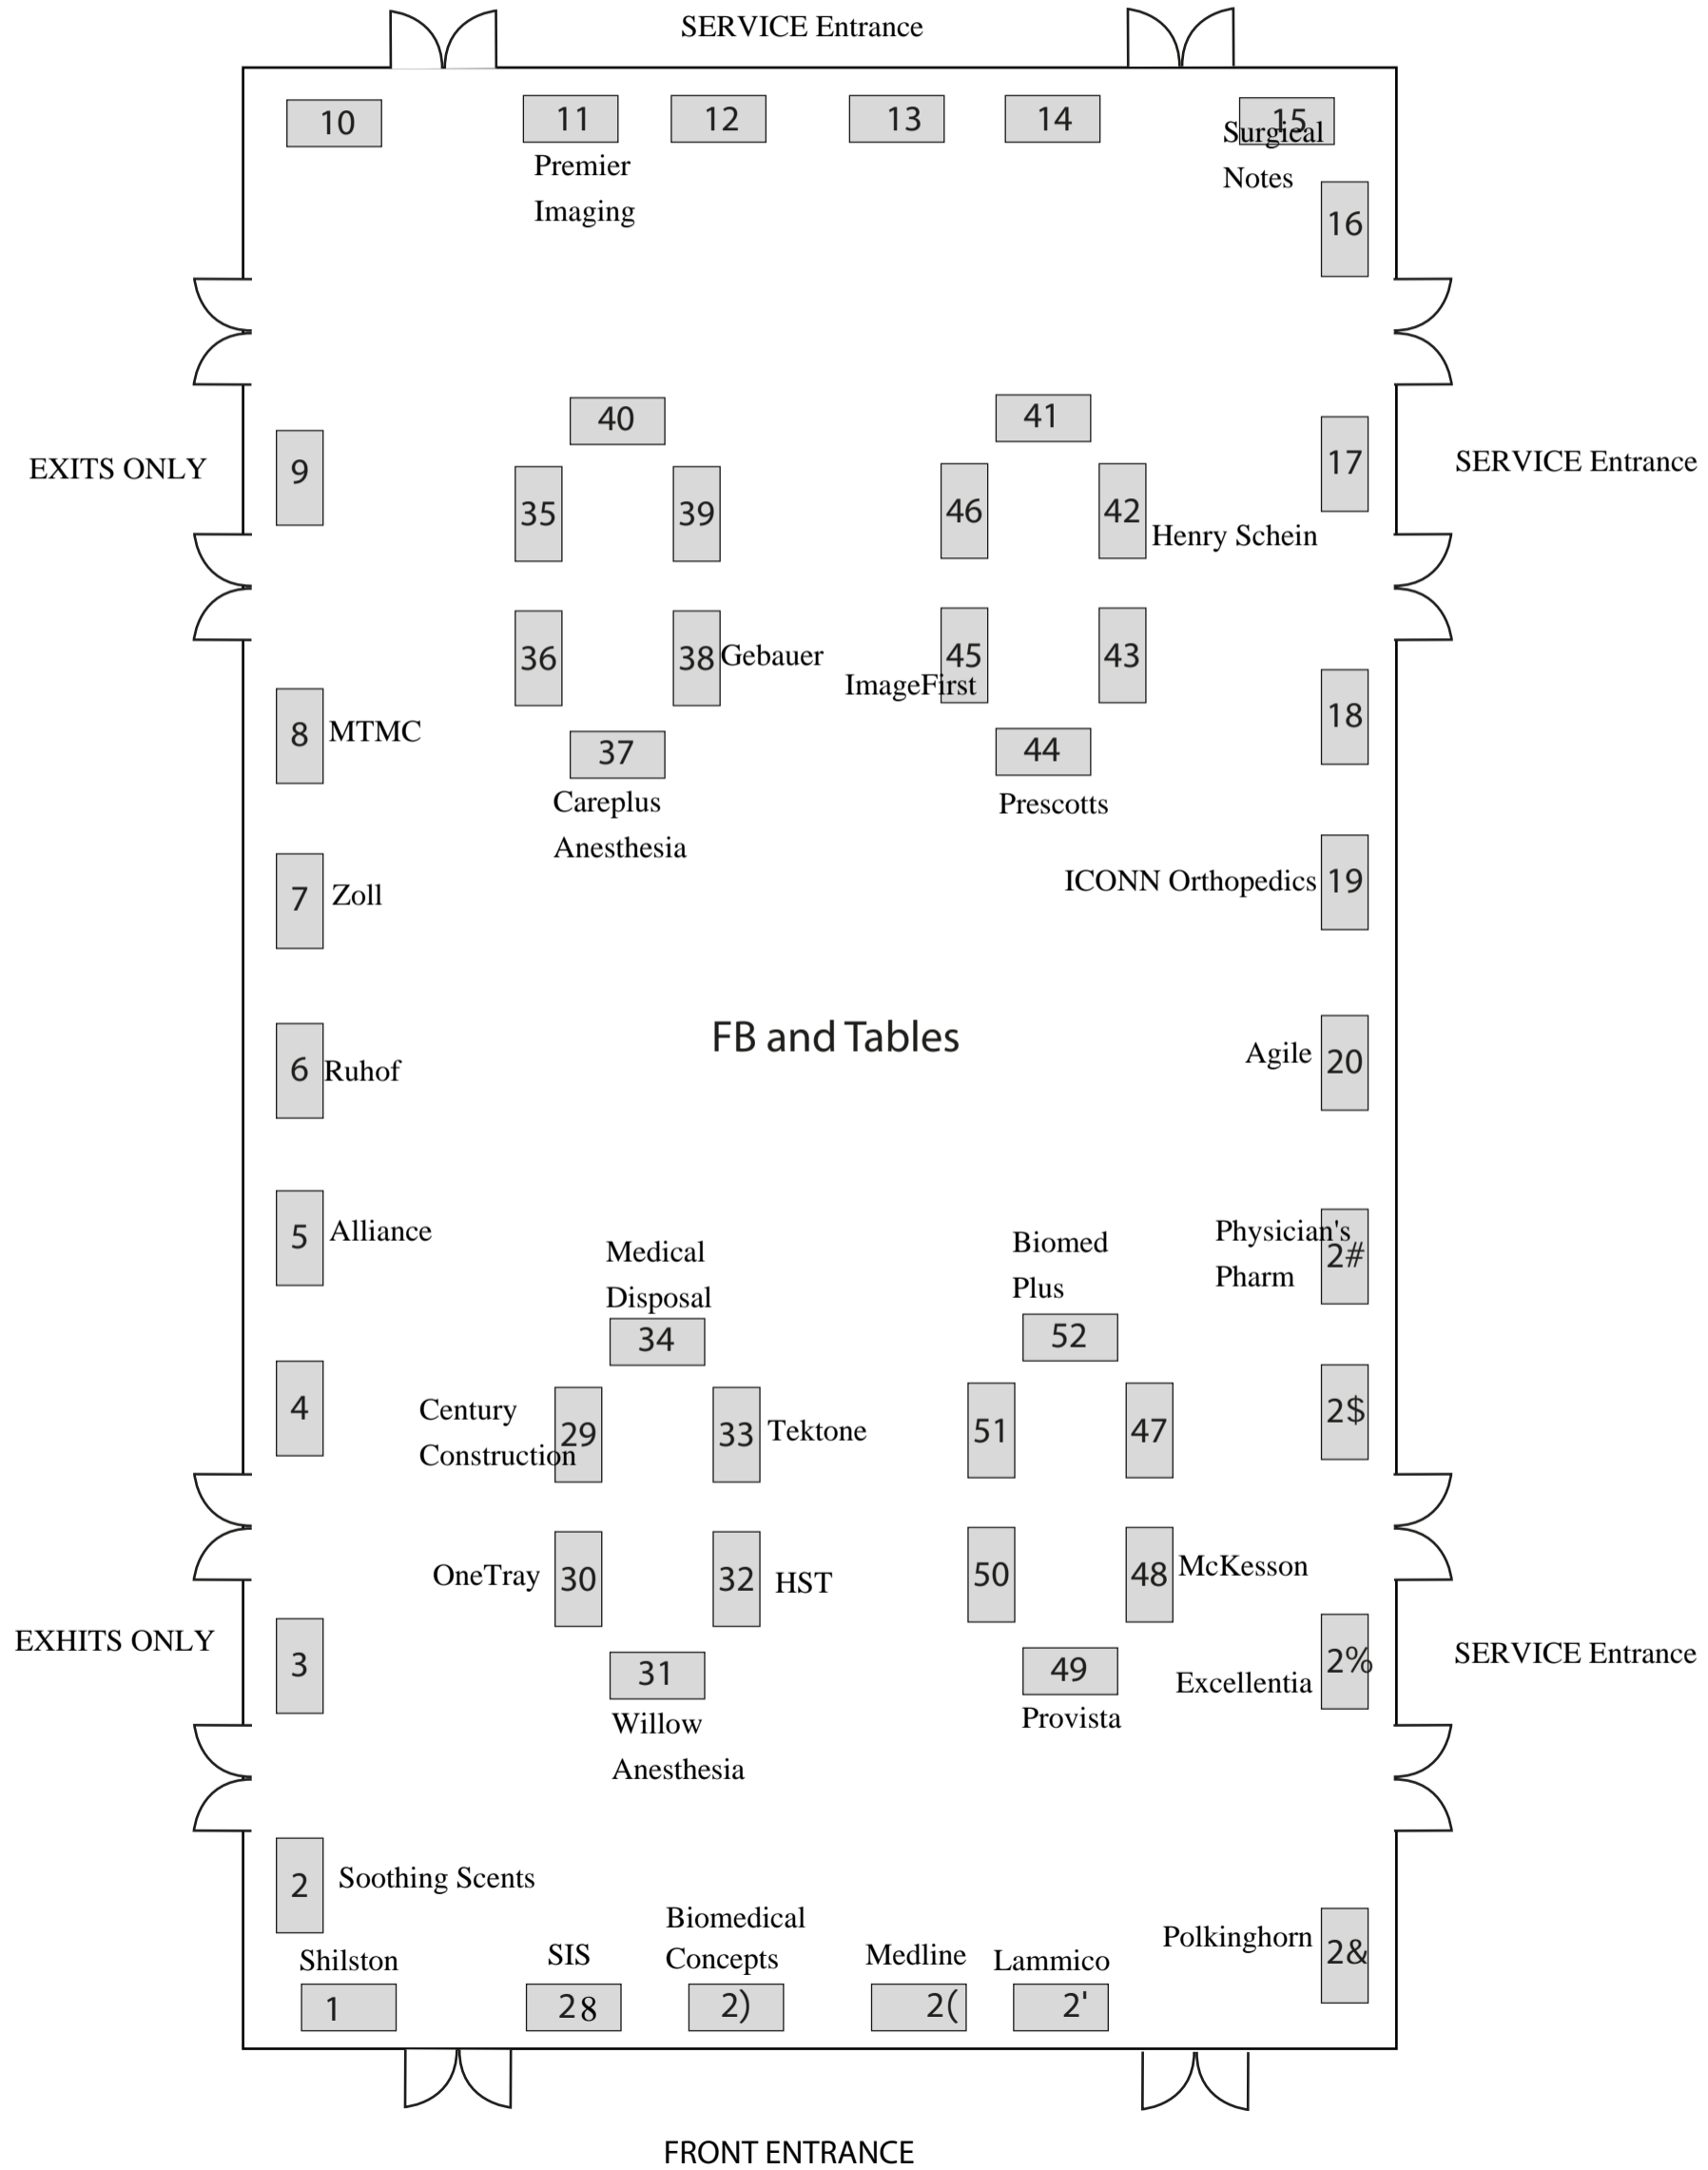 SERVICE Entrance
10
11
12
13
14
15
Surgical
Notes
Premier
Imaging
16
40
41
EXITS ONLY
9
17
SERVICE Entrance
35
39
46
42
Henry Schein
36
38
Gebauer
45
ImageFirst
43
18
8
MTMC
37
44
Careplus
Anesthesia
Prescotts
7
Zoll
ICONN Orthopedics
19
FB and Tables
6
Ruhof
Agile
20
5
Alliance
Medical
Disposal
Biomed
Plus
Physician's
Pharm
2#
34
52
4
Century
Construction
29
33
Tektone
51
47
2$
OneTray
30
32
HST
50
48
McKesson
EXHITS ONLY
3
31
49
Excellentia
2%
SERVICE Entrance
Willow
Anesthesia
Provista
2
Soothing Scents
Polkinghorn
2&
Shilston
SIS
Biomedical
Concepts
Medline
Lammico
1
28
2)
2(
2'
FRONT ENTRANCE